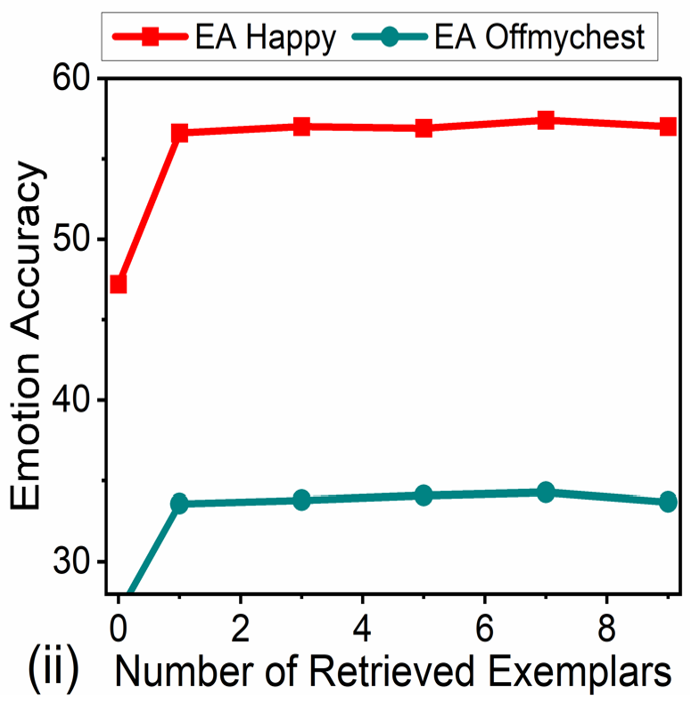 EA Happy EA Offmychest
60
50
40
30
Emotion Accuracy
0 2 4 6 8
(ii) Number of Retrieved Exemplars